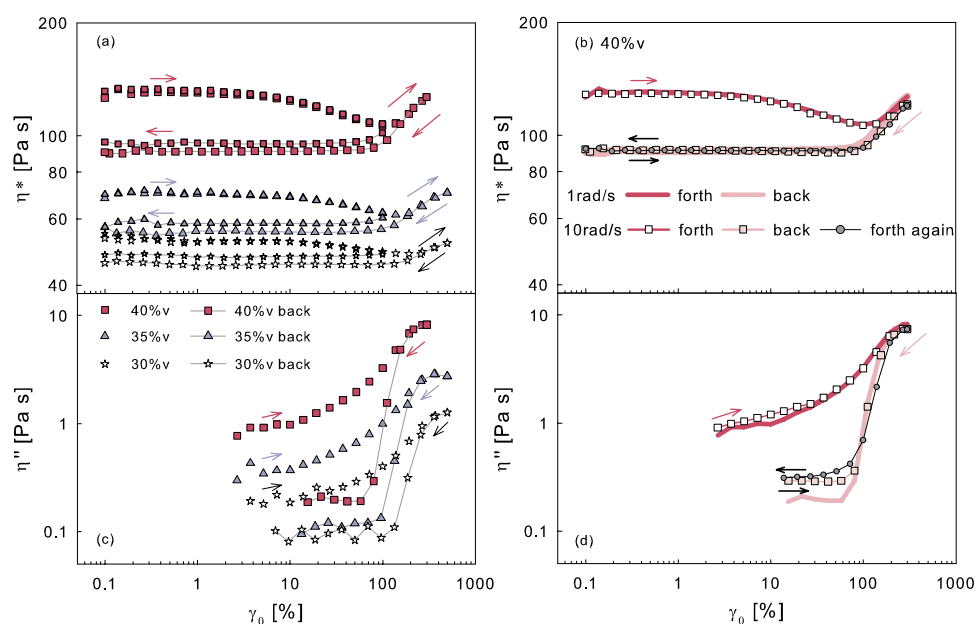 200
(a)
η* [Pa s]
100
80
60
40
200
(b) 40%v
η* [Pa s]
100
80
60
40
1rad/s forth back
10rad/s forth back forth again
10
40%v 40%v back
35%v 35%v back
30%v 30%v back
η" [Pa s]
1
0.1
(c)
0.1 1 10 100 1000
γ0 [%]
10
η" [Pa s]
1
0.1
(d)
0.1 1 10 100 1000
γ0 [%]